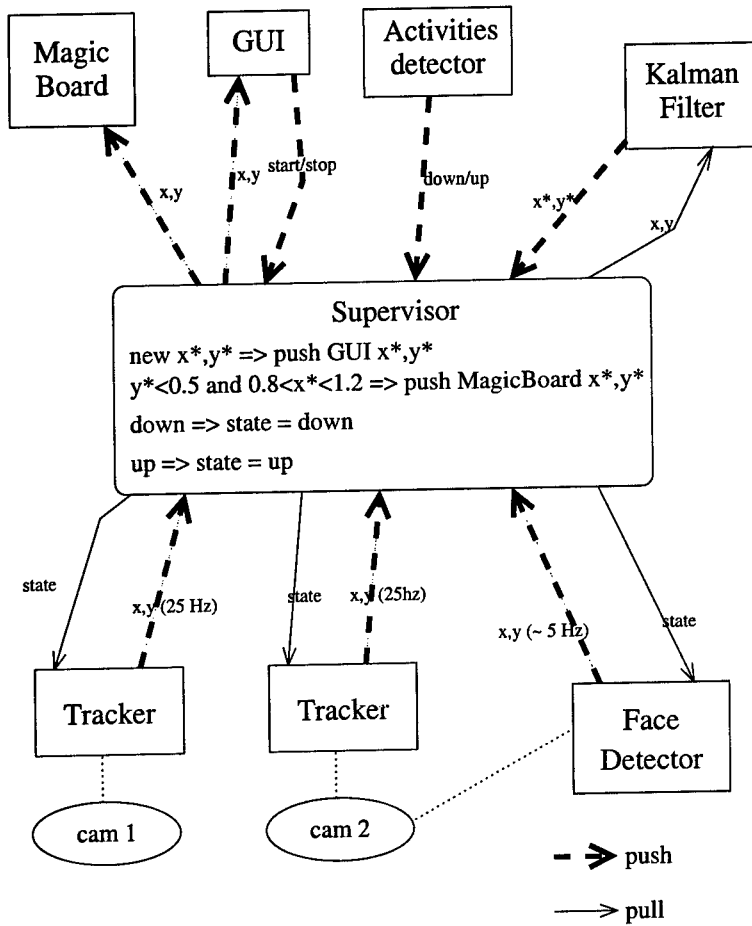 Magic
Board
GUI
Activities
detector
Kalman
Filter
x,y
x,y
start/stop
down/up
x*,y*
x,y
Supervisor
new x*,y* => push GUI x*,y*
y*<0.5 and 0.8<x*<1.2 => push MagicBoard x*,y*
down => state = down
up => state = up
state
x,y (25 Hz)
state
x,y (25hz)
x,y (~ 5 Hz)
state
Tracker
Tracker
Face
Detector
cam 1
cam 2
push
pull